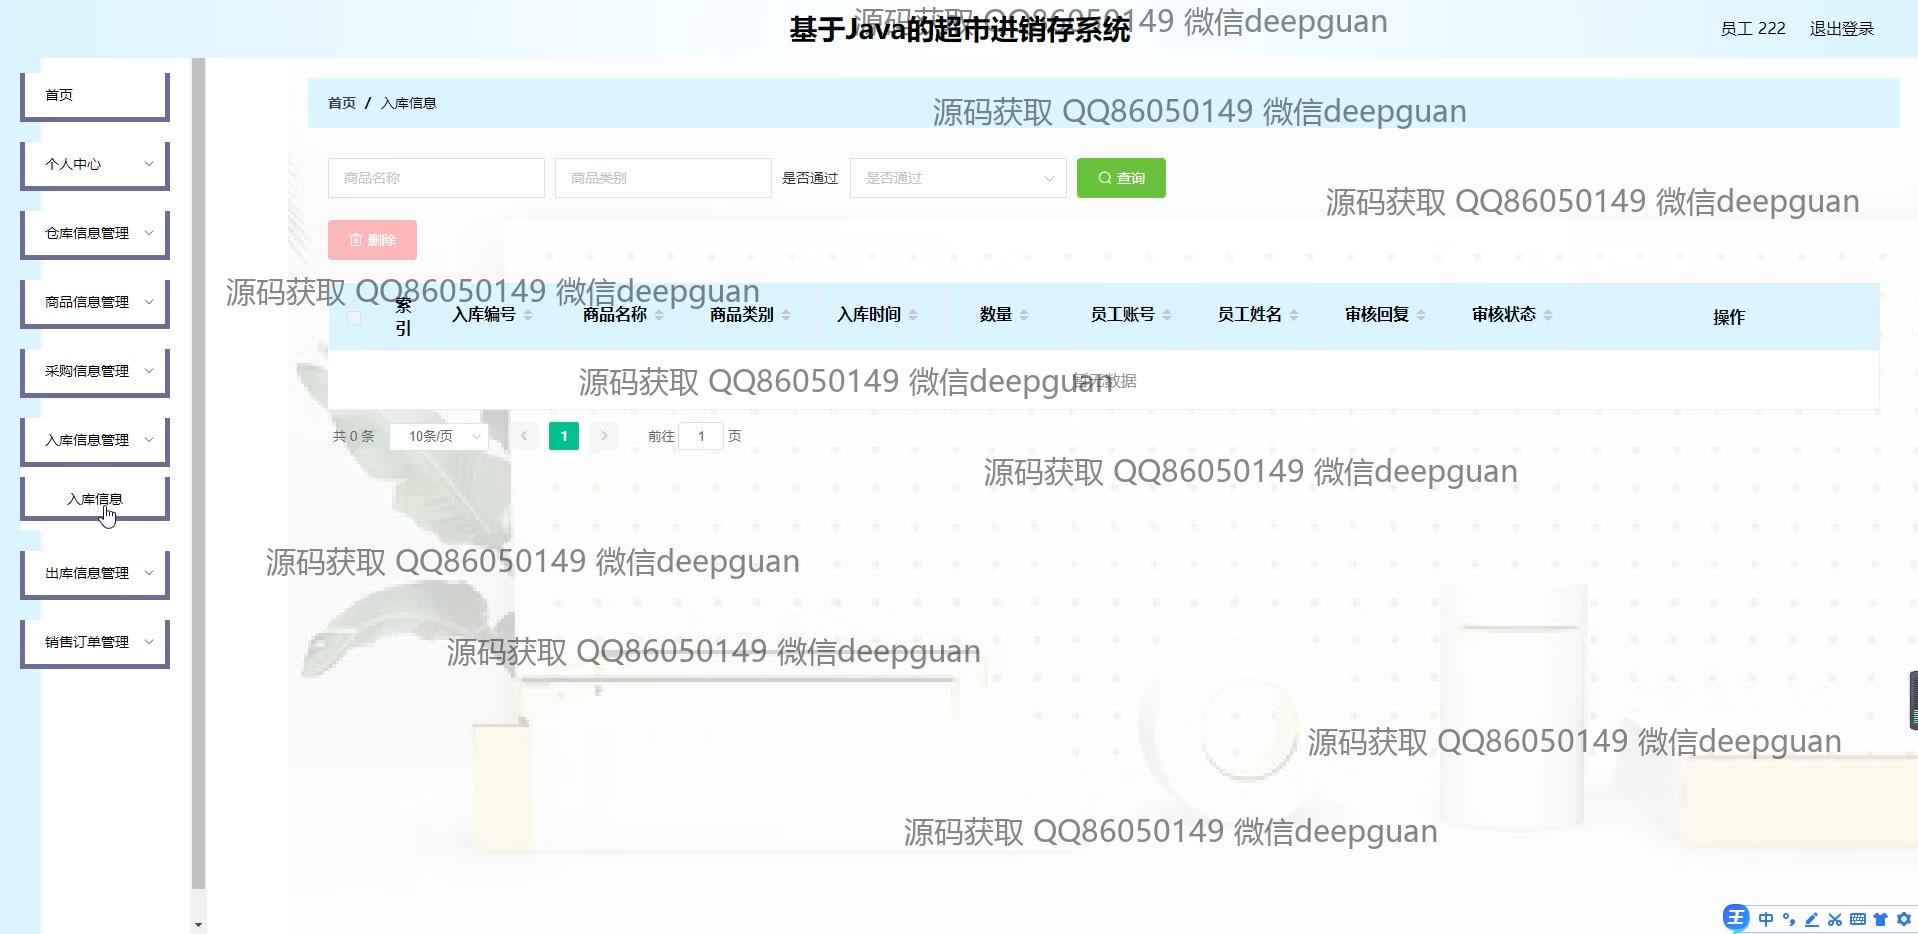 基于Java的超市进销存系统
源码获取 QQ86050149 微信deepguan
员工 222
退出登录
首页
个人中心
仓库信息管理
商品信息管理
采购信息管理
入库信息管理
入库信息
出库信息管理
销售订单管理
首页 / 入库信息
源码获取 QQ86050149 微信deepguan
商品名称
商品类别
是否通过
是否通过
查询
源码获取 QQ86050149 微信deepguan
删除
源码获取 QQ86050149 微信deepguan
索引
入库编号
商品名称
商品类别
入库时间
数量
员工账号
员工姓名
审核回复
审核状态
操作
源码获取 QQ86050149 微信deepguan
暂无数据
共 0 条
10条/页
1
前往 1 页
源码获取 QQ86050149 微信deepguan
源码获取 QQ86050149 微信deepguan
源码获取 QQ86050149 微信deepguan
源码获取 QQ86050149 微信deepguan
源码获取 QQ86050149 微信deepguan
王 中